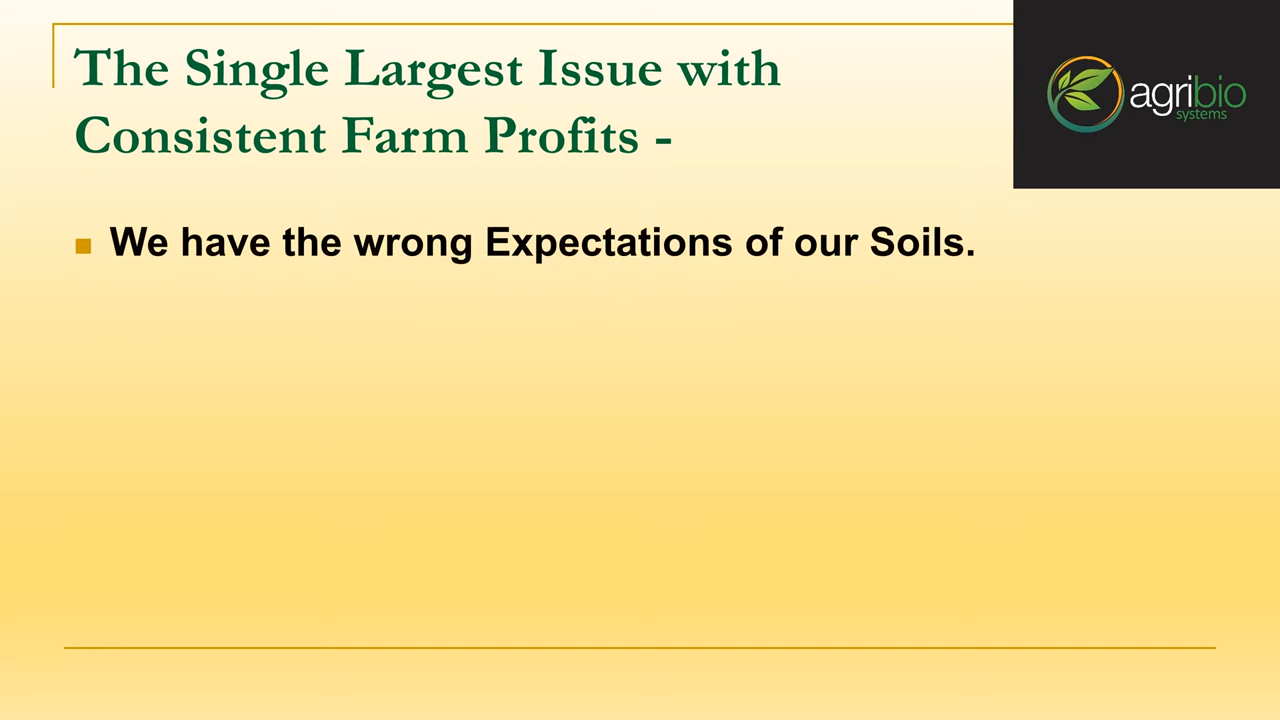 The Single Largest Issue with
Consistent Farm Profits -
agribio
systems
We have the wrong Expectations of our Soils.